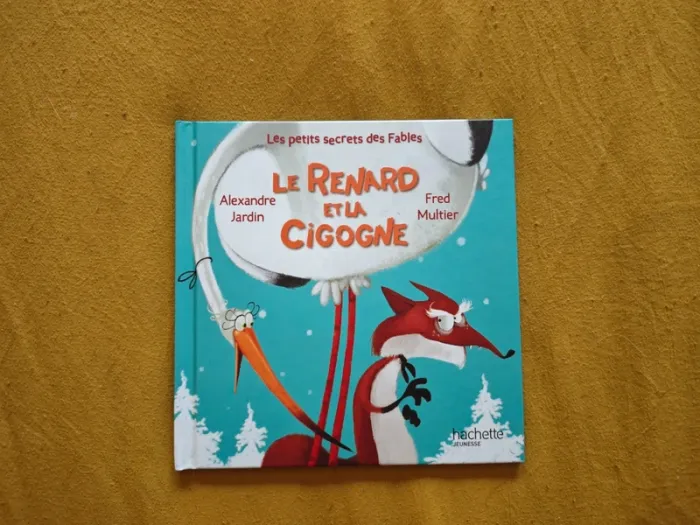 Les petits secrets des Fables
LE RENARD
ET LA
CIGOGNE
Alexandre
Jardin
Fred
Multier
hachette
JEUNESSE